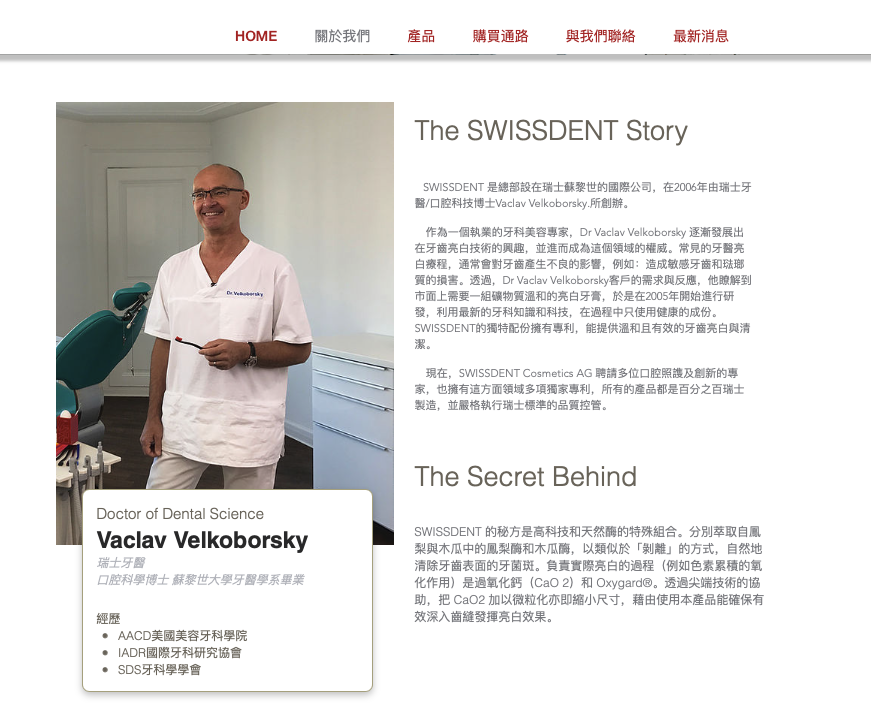 HOME 關於我們 產品 購買通路 與我們聯絡 最新消息
The SWISSDENT Story
SWISSDENT 是總部設在瑞士蘇黎世的國際公司，在2006年由瑞士牙
醫/口腔科技博士Vaclav Velkoborsky.所創辦。
作為一個執業的牙科美容專家，Dr Vaclav Velkoborsky 逐漸發展出
在牙齒亮白技術的興趣，並進而成為這個領域的權威。常見的牙醫亮
白療程，通常會對牙齒產生不良的影響，例如：造成敏感牙齒和琺瑯
質的損害。透過，Dr Vaclav Velkoborsky客戶的需求與反應，他瞭解到
市面上需要一組礦物質溫和的亮白牙膏，於是在2005年開始進行研
發，利用最新的牙科知識和科技，在過程中只使用健康的成份。
SWISSDENT的獨特配份擁有專利，能提供溫和且有效的牙齒亮白與清
潔。
現在，SWISSDENT Cosmetics AG 聘請多位口腔照護及創新的專
家，也擁有這方面領域多項獨家專利，所有的產品都是百分之百瑞士
製造，並嚴格執行瑞士標準的品質控管。
The Secret Behind
SWISSDENT 的秘方是高科技和天然酶的特殊組合。分別萃取自鳳
梨與木瓜中的鳳梨酶和木瓜酶，以類似於「剝離」的方式，自然地
清除牙齒表面的牙菌斑。負責實際亮白的過程（例如色素累積的氧
化作用）是過氧化鈣（CaO 2）和 Oxygard®。透過尖端技術的協
助，把 CaO2 加以微粒化亦即縮小尺寸，藉由使用本產品能確保有
效深入齒縫發揮亮白效果。
Dr.Velkoborsky
Doctor of Dental Science
Vaclav Velkoborsky
瑞士牙醫
口腔科學博士 蘇黎世大學牙醫學系畢業
經歷
• AACD美國美容牙科學院
• IADR國際牙科研究協會
• SDS牙科學學會